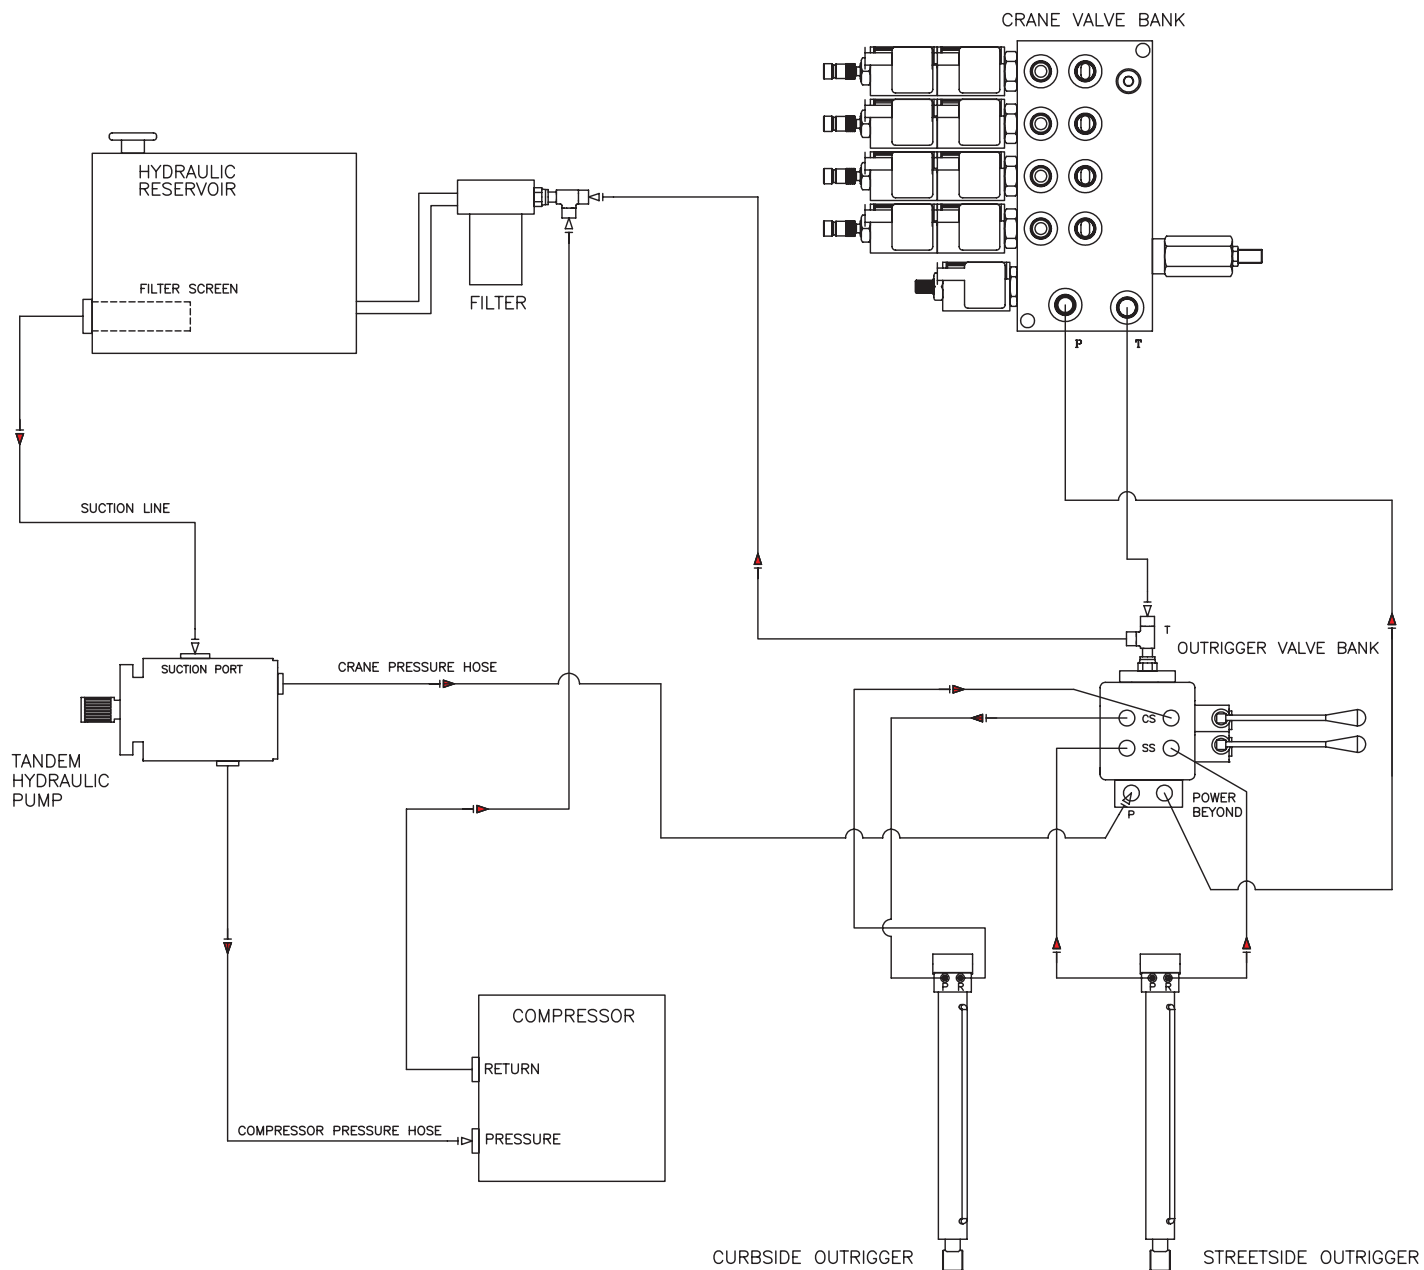 CRANE VALVE BANK
HYDRAULIC
RESERVOIR
FILTER SCREEN
FILTER
P
T
SUCTION LINE
T
OUTRIGGER VALVE BANK
SUCTION PORT
CRANE PRESSURE HOSE
CS
SS
TANDEM
HYDRAULIC
PUMP
POWER
BEYOND
P
P R
P R
COMPRESSOR
RETURN
COMPRESSOR PRESSURE HOSE
PRESSURE
CURBSIDE OUTRIGGER
STREETSIDE OUTRIGGER